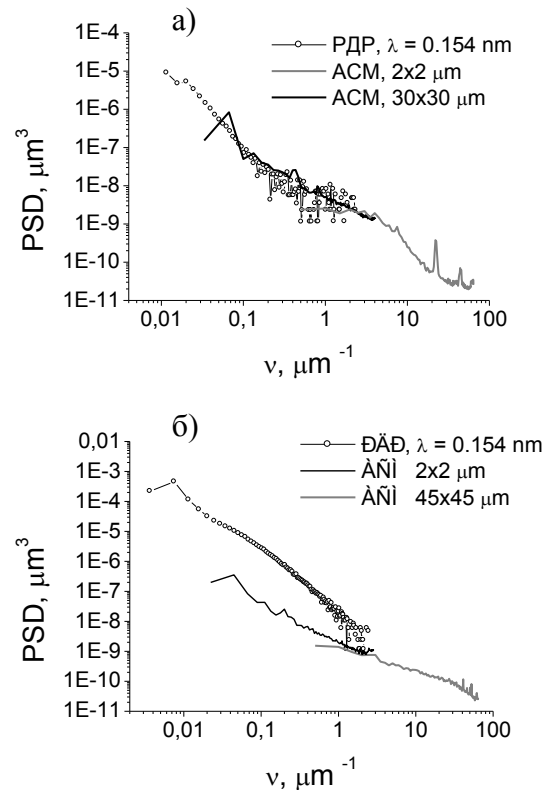 а)
РДР, λ = 0.154 nm
АСМ, 2x2 μm
АСМ, 30x30 μm
1E-3
1E-4
1E-5
1E-6
1E-7
1E-8
1E-9
1E-10
1E-11
PSD, μm³
0,01 0,1 1 10 100
ν, μm⁻¹
б)
ÐÄÐ, λ = 0.154 nm
ÀÑÌ 2x2 μm
ÀÑÌ 45x45 μm
0,01
1E-3
1E-4
1E-5
1E-6
1E-7
1E-8
1E-9
1E-10
1E-11
PSD, μm³
0,01 0,1 1 10 100
ν, μm⁻¹